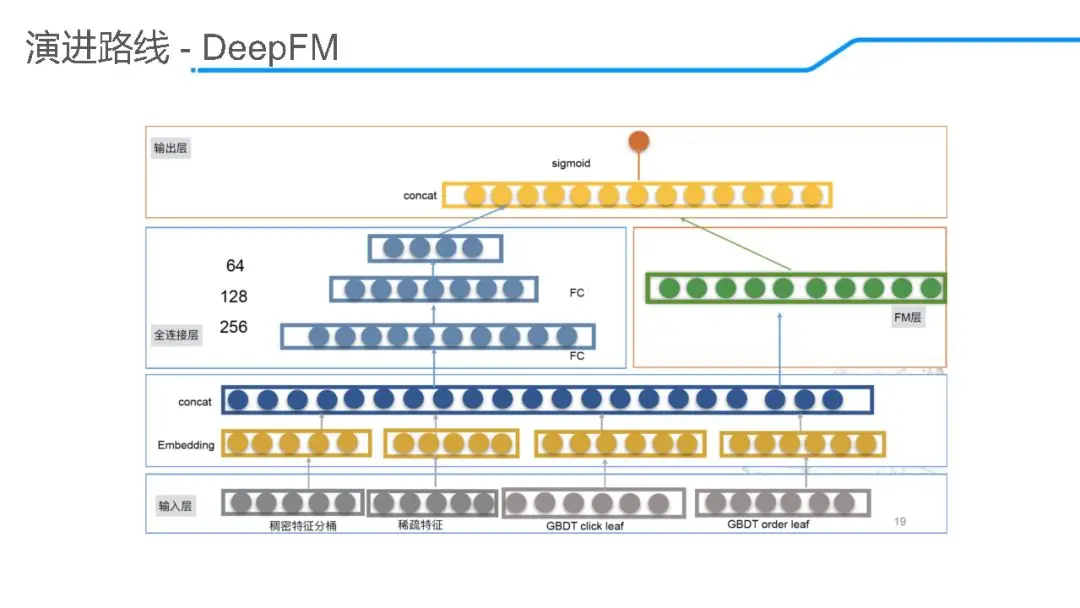 演进路线 - DeepFM
输出层
sigmoid
concat
64
128
256
FC
FC
全连接层
FM层
concat
Embedding
输入层
稠密特征分桶
稀疏特征
GBDT click leaf
GBDT order leaf
19